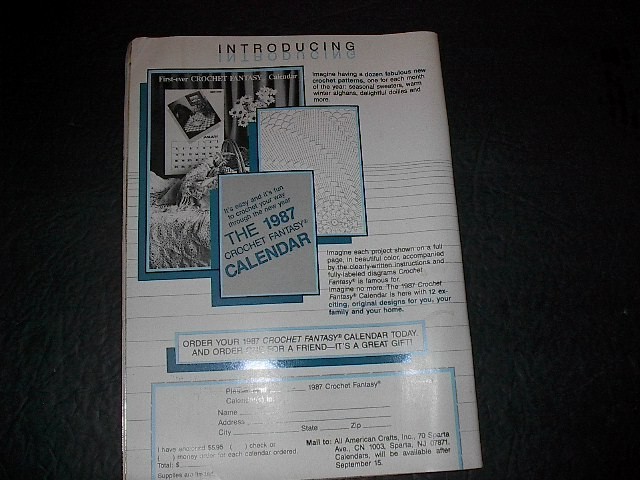 INTRODUCING
First-ever CROCHET FANTASY Calendar
Imagine having a dozen fabulous new
crochet patterns, one for each month
of the year: seasonal sweaters, warm
winter afghans, delightful doilies and
more.
It's easy and it's fun
to crochet your way
through the new year
THE 1987
CROCHET FANTASY®
CALENDAR
Imagine each project shown on a full
page, in beautiful color, accompanied
by the clearly-written instructions and
fully-labeled diagrams Crochet
Fantasy® is famous for.
Imagine no more. The 1987 Crochet
Fantasy® Calendar is here with 12 ex-
citing, original designs for you, your
family and your home.
ORDER YOUR 1987 CROCHET FANTASY® CALENDAR TODAY.
AND ORDER ONE FOR A FRIEND—IT'S A GREAT GIFT!
1987 Crochet Fantasy®
Calendar(s) to:
Name
Address
City State Zip
I have enclosed $5.95 ( ) check or
( ) money order for each calendar ordered.
Total: $
Supplies are
Mail to: All American Crafts, Inc., 70 Sparta
Ave., CN 1003, Sparta, NJ 07871.
Calendars, will be available after
September 15.